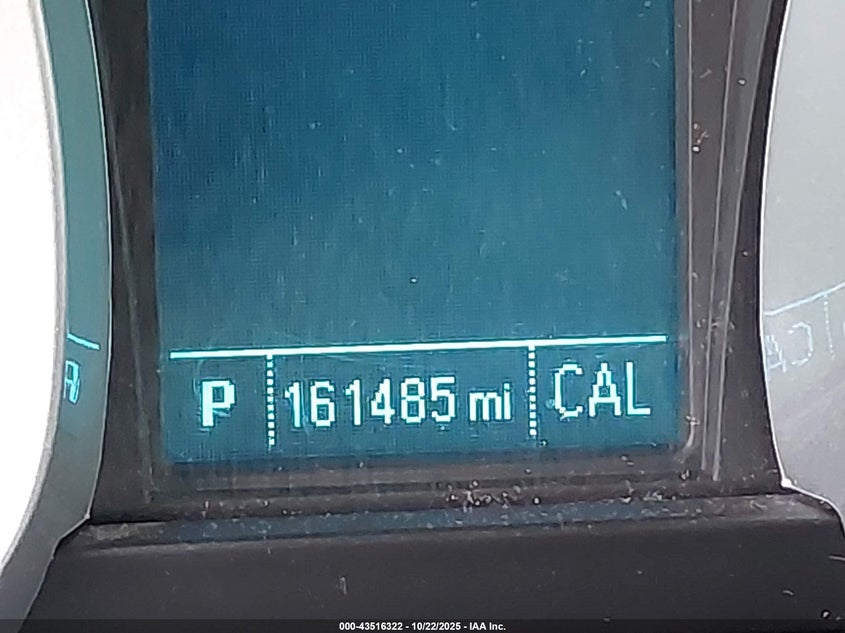 P 161485 mi CAL
000-43516322 - 10/22/2025 - IAA Inc.